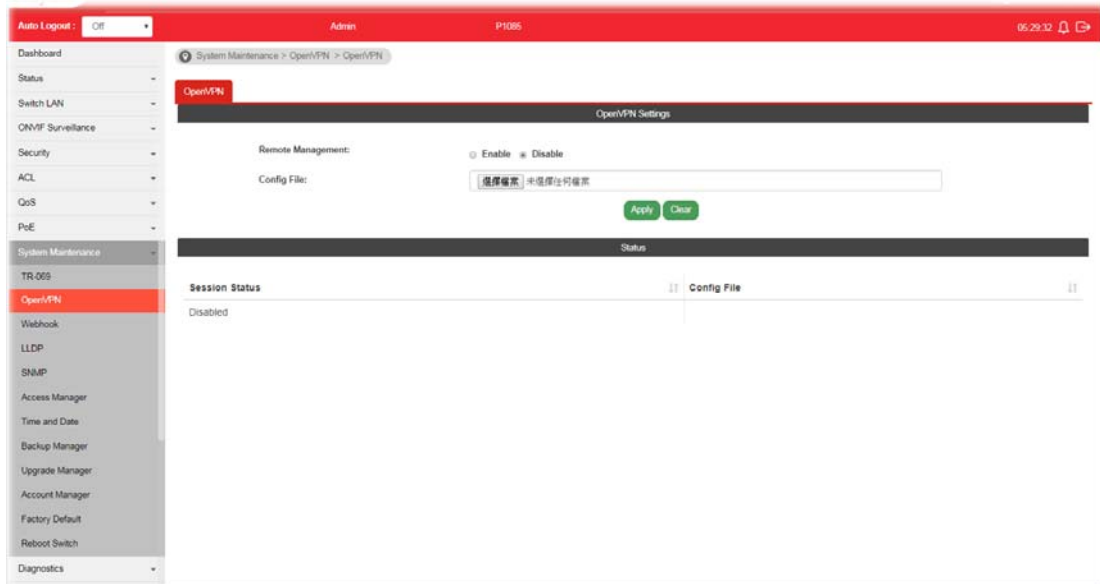 Auto Logout : Off Admin P1085 05:29:32
Dashboard
Status
Switch LAN
ONVIF Surveillance
Security
ACL
QoS
PoE
System Maintenance
TR-069
OpenVPN
Webhook
LLDP
SNMP
Access Manager
Time and Date
Backup Manager
Upgrade Manager
Account Manager
Factory Default
Reboot Switch
Diagnostics
System Maintenance > OpenVPN > OpenVPN
OpenVPN
OpenVPN Settings
Remote Management: Enable Disable
Config File: 選擇檔案 未選擇任何檔案
Apply Clear
Status
Session Status Config File
Disabled